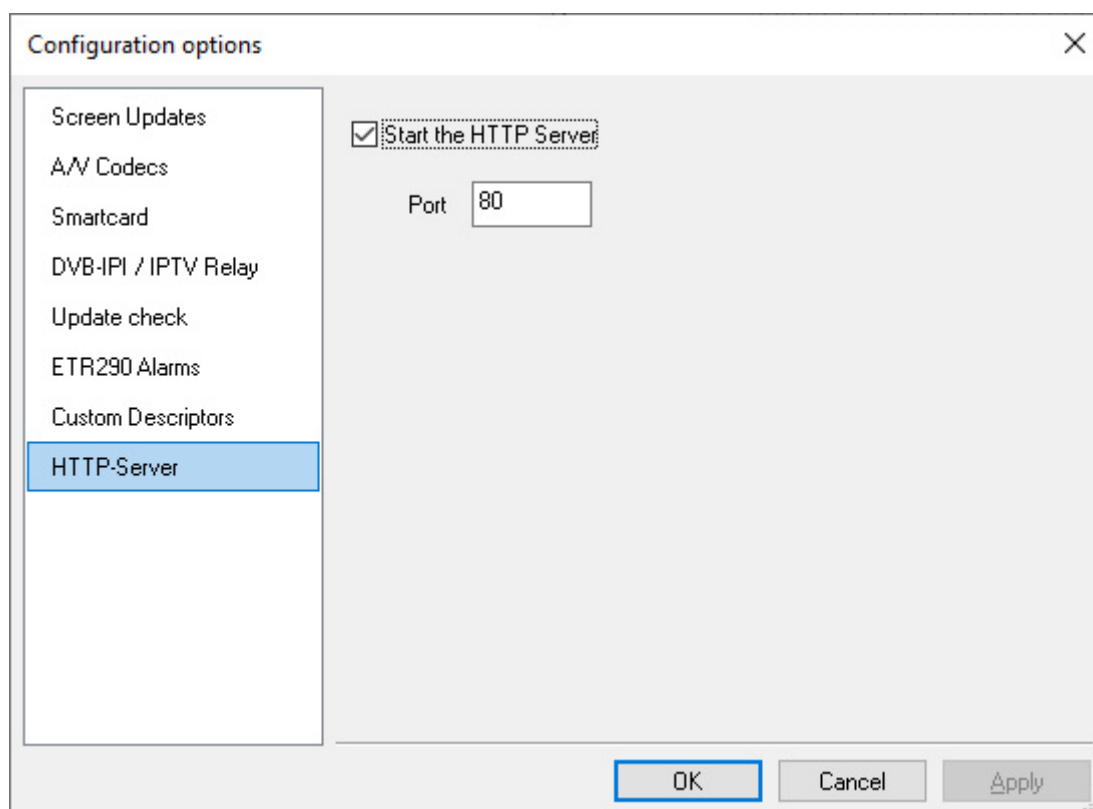 Configuration options
Screen Updates
A/V Codecs
Smartcard
DVB-IPI / IPTV Relay
Update check
ETR290 Alarms
Custom Descriptors
HTTP-Server
Start the HTTP Server
Port 80
OK Cancel Apply